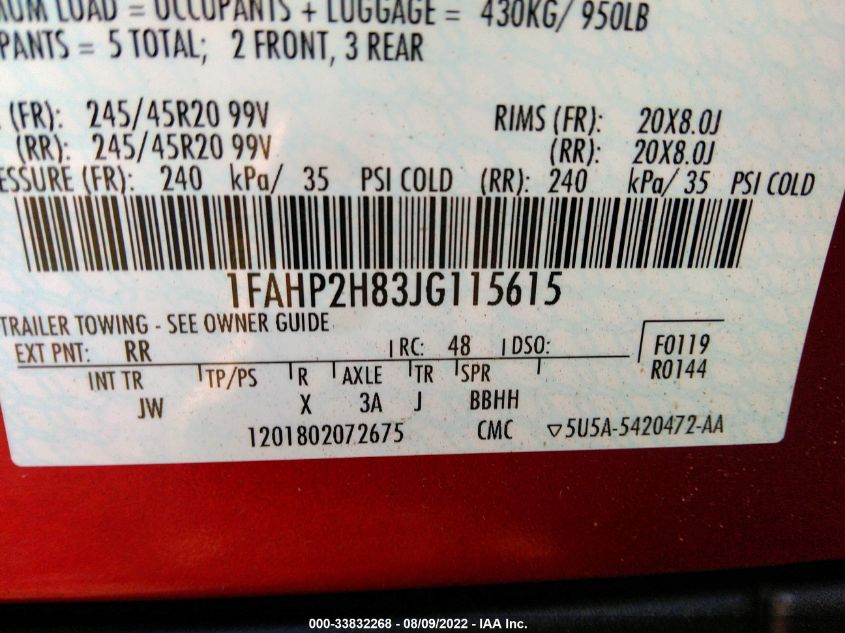 LOAD = OCCUPANTS + LUGGAGE = 430KG/ 950LB
= 5 TOTAL; 2 FRONT, 3 REAR
(FR): 245/45R20 99V RIMS (FR): 20X8.0J
(RR): 245/45R20 99V (RR): 20X8.0J
(FR): 240 kPa/ 35 PSI COLD (RR): 240 kPa/ 35 PSI COLD
1FAHP2H83JG115615
TRAILER TOWING - SEE OWNER GUIDE
EXT PNT: RR RC: 48 DSO: F0119
R0144
INT TR TP/PS R AXLE TR SPR
JW X 3A J BBHH
1201802072675 CMC ▽5U5A-5420472-AA
000-33832268 - 08/09/2022 - IAA Inc.